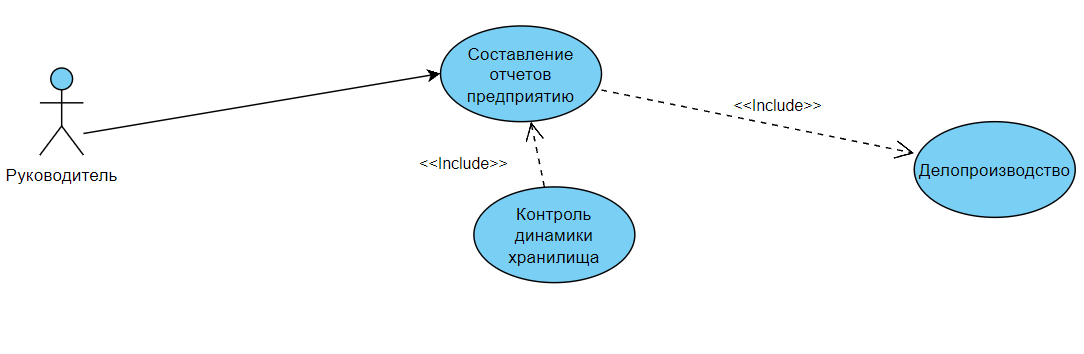 Составление
отчетов
предприятию
<<Include>>
<<Include>>
Руководитель
Делопроизводство
Контроль
динамики
хранилища